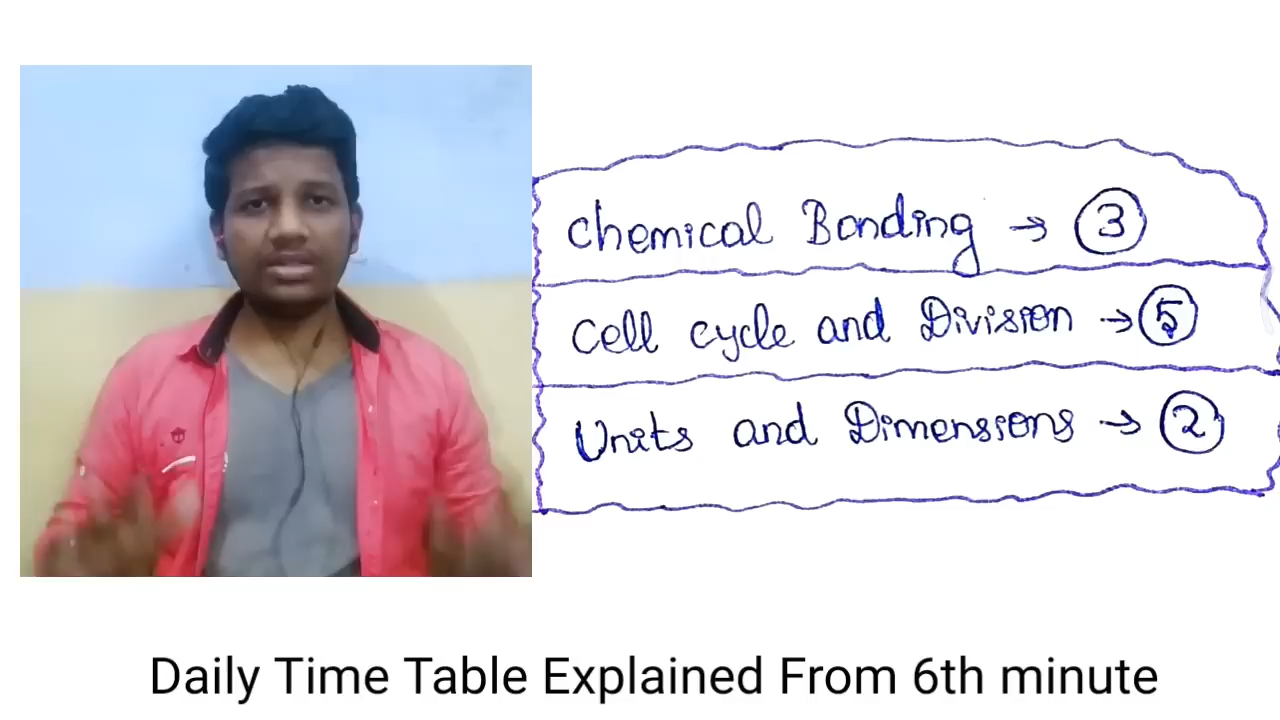 Chemical Bonding → 3
Cell cycle and Division → 5
Units and Dimensions → 2
Daily Time Table Explained From 6th minute